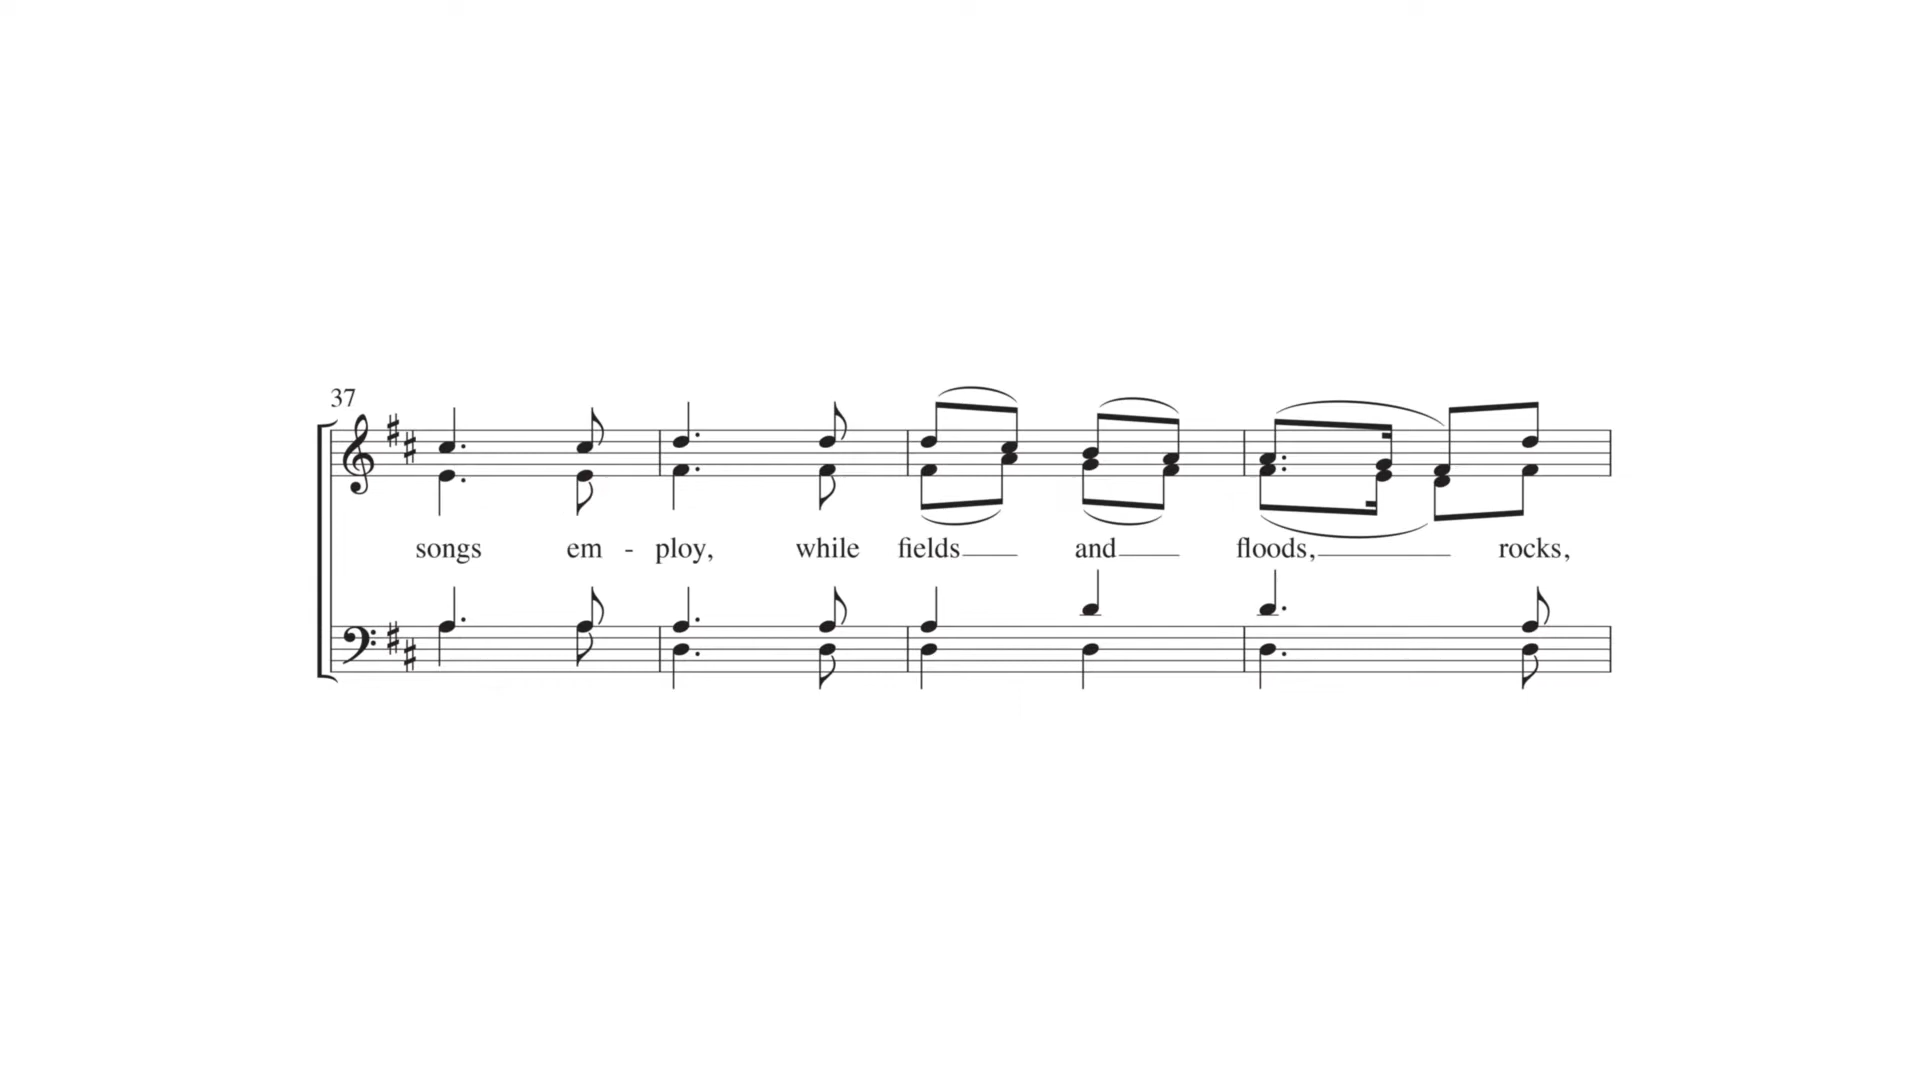 37
songs em - ploy, while fields and floods, rocks,